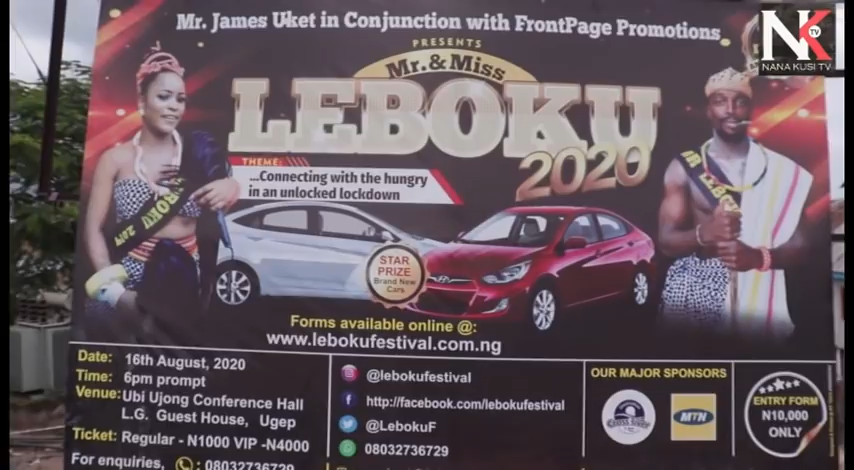 Mr. James Uket in Conjunction with FrontPage Promotions
PRESENTS
Mr. & Miss
LEBOKU
2020
THEME:
...Connecting with the hungry
in an unlocked lockdown
STAR
PRIZE
Brand New
Cars
Forms available online @:
www.lebokufestival.com.ng
Date: 16th August, 2020
Time: 6pm prompt
Venue: Ubi Ujong Conference Hall
L.G. Guest House, Ugep
Ticket: Regular - N1000 VIP -N4000
For enquiries, : 08032736729
@lebokufestival
http://facebook.com/lebokufestival
@LebokuF
08032736729
OUR MAJOR SPONSORS
MTN
ENTRY FORM
N10,000
ONLY
NK
TV
NANA KUSI TV